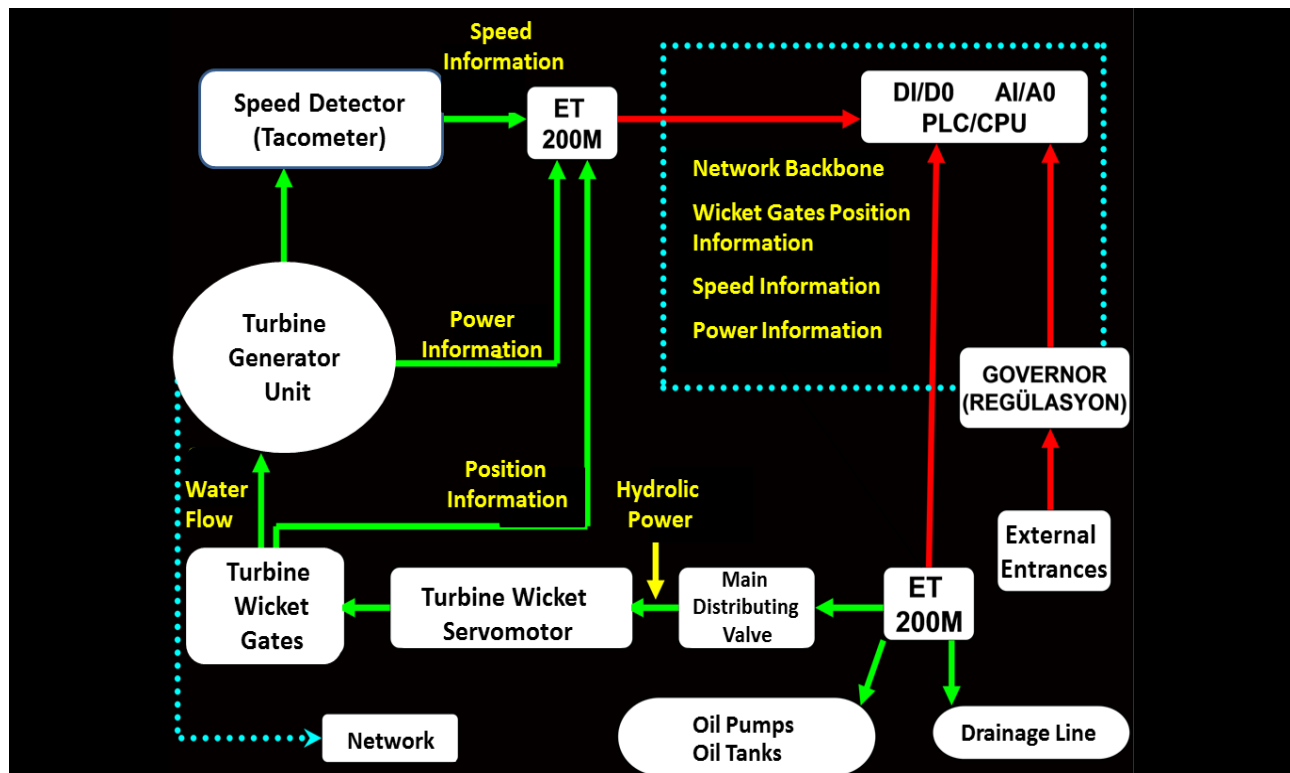 Speed
Information
Speed Detector
(Tacometer)
ET
200M
DI/D0 AI/A0
PLC/CPU
Network Backbone
Wicket Gates Position
Information
Speed Information
Power Information
Turbine
Generator
Unit
Power
Information
GOVERNOR
(REGÜLASYON)
Water
Flow
Position
Information
Hydrolic
Power
External
Entrances
Turbine
Wicket
Gates
Turbine Wicket
Servomotor
Main
Distributing
Valve
ET
200M
Network
Oil Pumps
Oil Tanks
Drainage Line